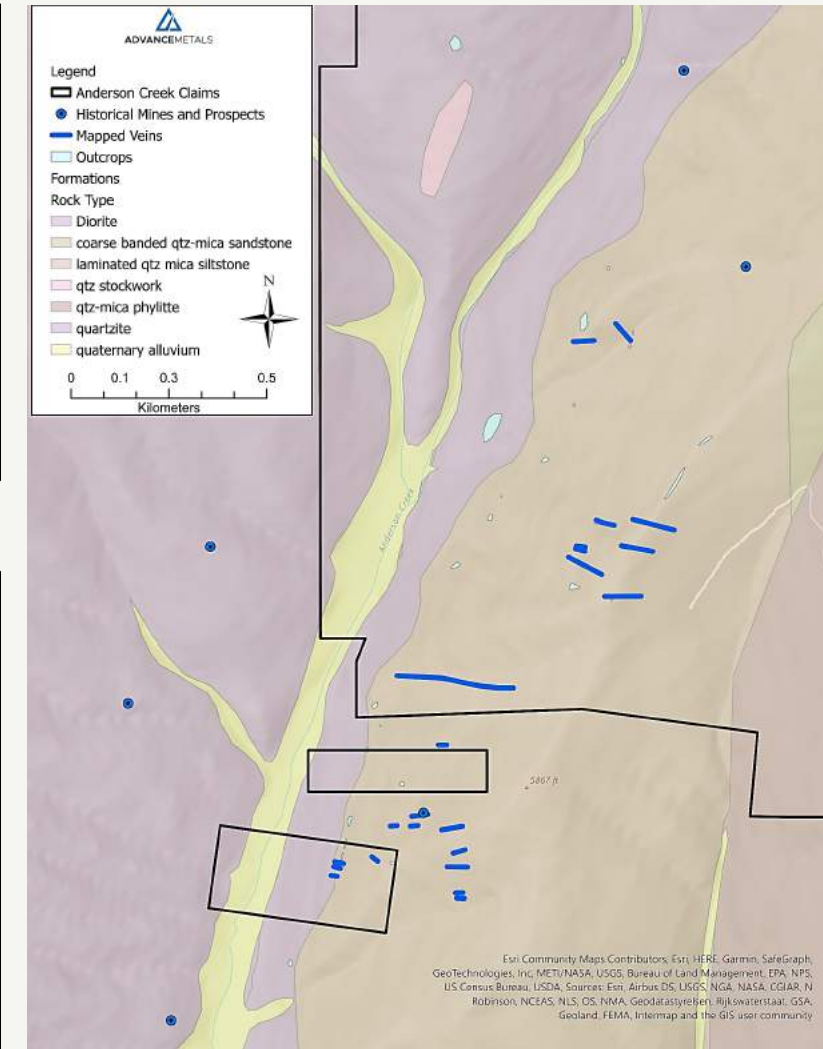 ADVANCEMETALS
Legend
Anderson Creek Claims
Historical Mines and Prospects
Mapped Veins
Outcrops
Formations
Rock Type
Diorite
coarse banded qtz-mica sandstone
laminated qtz mica siltstone
qtz stockwork
qtz-mica phylitte
quartzite
quaternary alluvium
N
0 0.1 0.3 0.5
Kilometers
Anderson Creek
5867 ft
Esri Community Maps Contributors, Esri, HERE, Garmin, SafeGraph,
GeoTechnologies, Inc, METI/NASA, USGS, Bureau of Land Management, EPA, NPS,
US Census Bureau, USDA, Sources: Esri, Airbus DS, USGS, NGA, NASA, CGIAR, N
Robinson, NCEAS, NLS, OS, NMA, Geodatastyrelsen, Rijkswaterstaat, GSA,
Geoland, FEMA, Intermap and the GIS user community